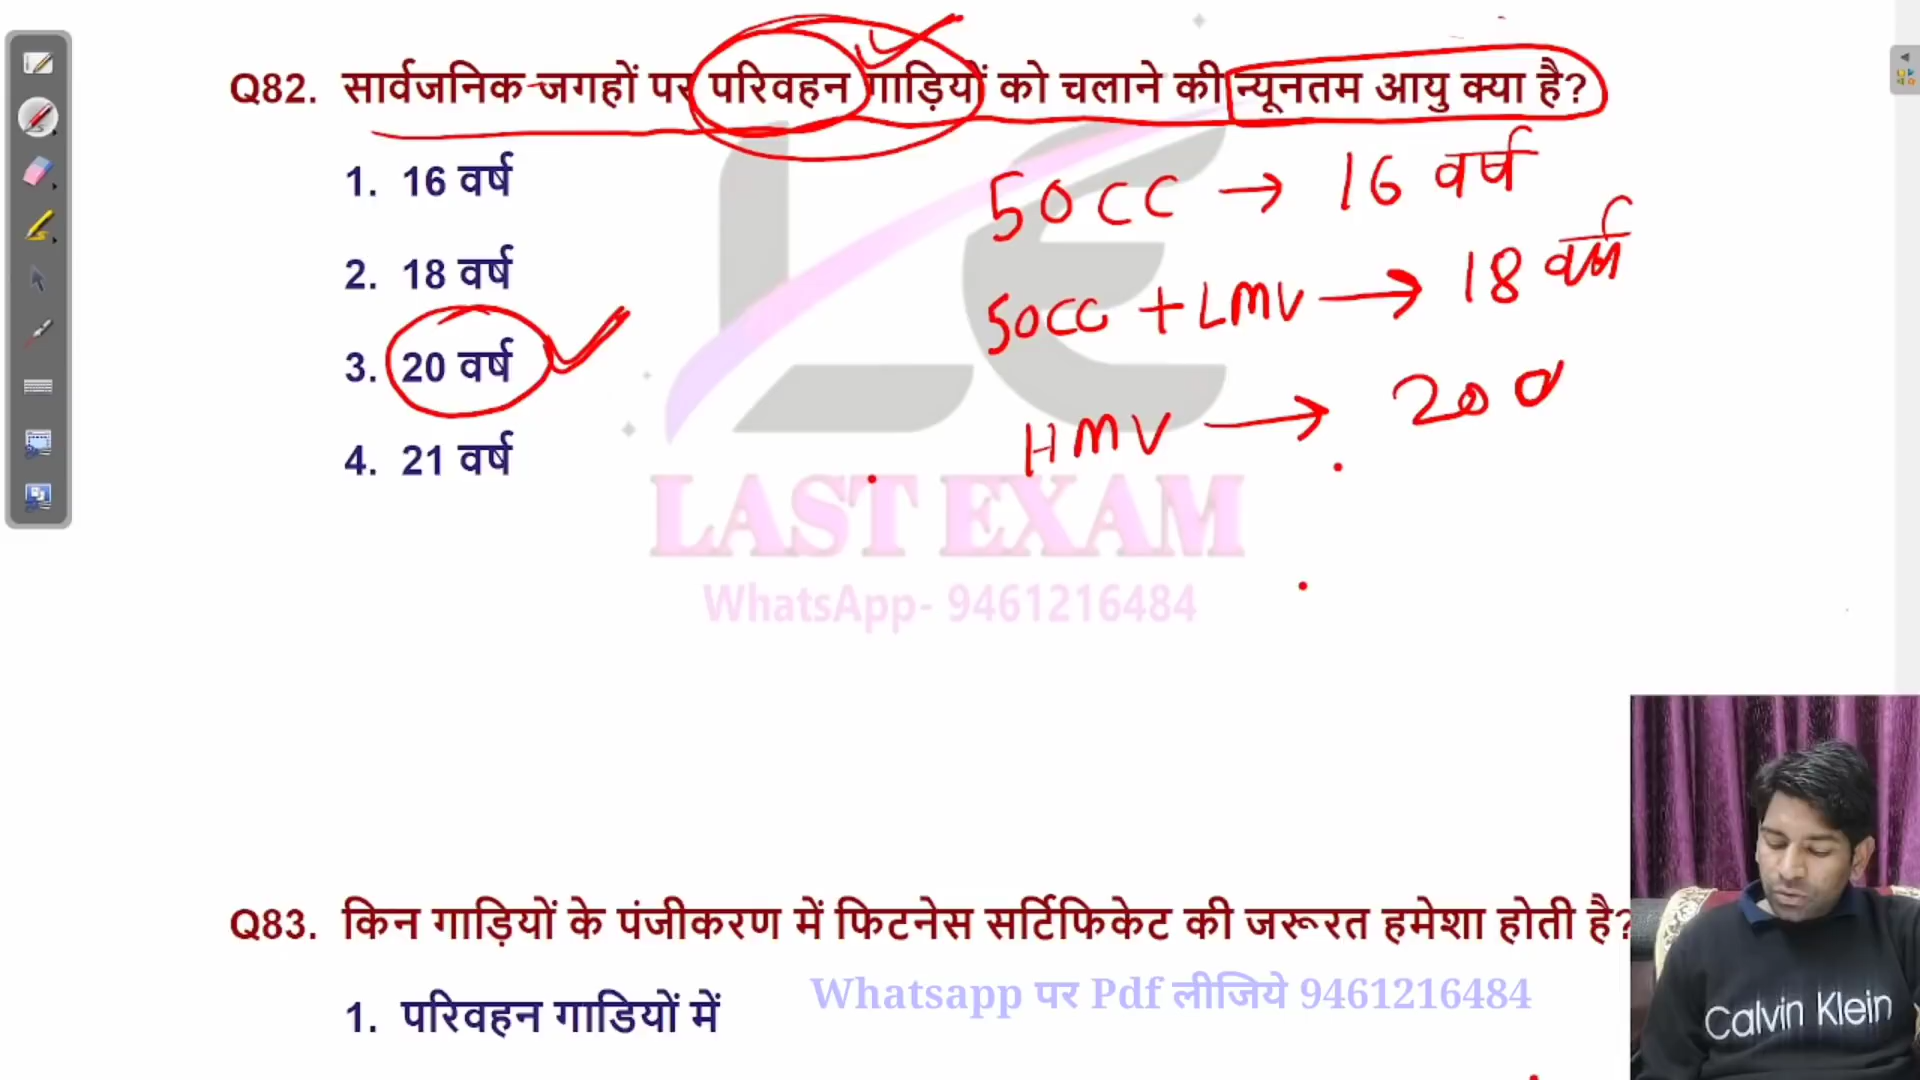 Q82. सार्वजनिक जगहों पर परिवहन गाड़ियों को चलाने की न्यूनतम आयु क्या है?
1. 16 वर्ष
50CC → 16 वर्ष
2. 18 वर्ष
50CC + LMV → 18 वर्ष
3. 20 वर्ष
HMV → 20 व
4. 21 वर्ष
LAST EXAM
WhatsApp- 9461216484
Q83. किन गाड़ियों के पंजीकरण में फिटनेस सर्टिफिकेट की जरूरत हमेशा होती है?
Whatsapp पर Pdf लीजिये 9461216484
1. परिवहन गाडियों में
Calvin Klein